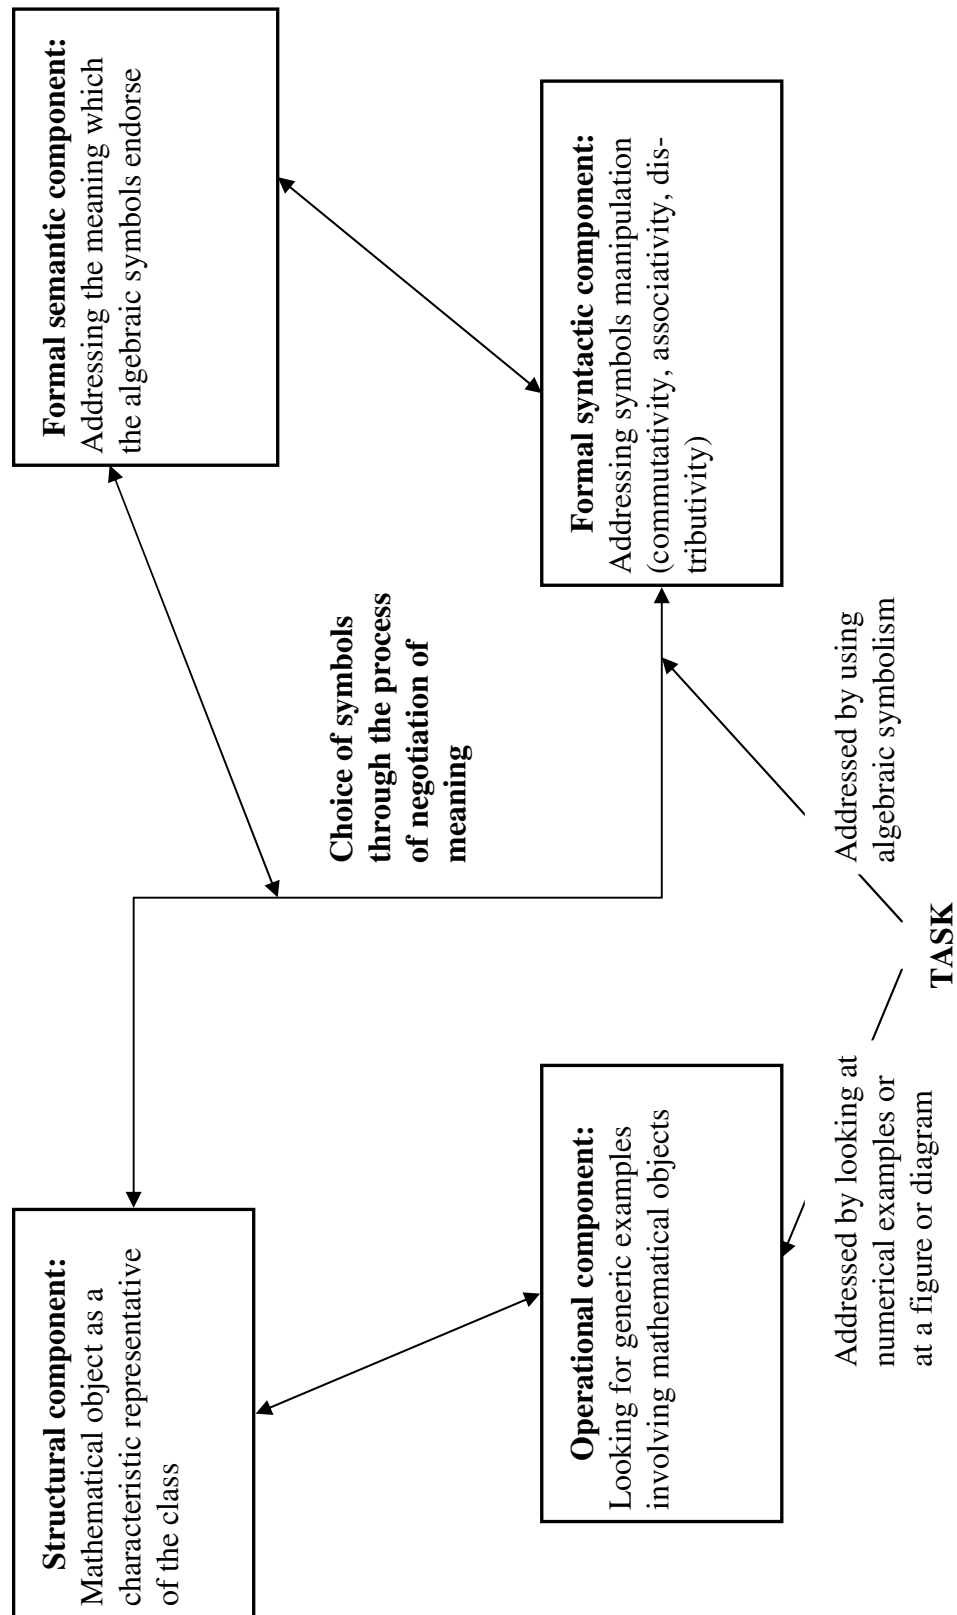 Structural component:
Mathematical object as a
characteristic representative
of the class
Formal semantic component:
Addressing the meaning which
the algebraic symbols endorse
Choice of symbols
through the process
of negotiation of
meaning
Operational component:
Looking for generic examples
involving mathematical objects
Formal syntactic component:
Addressing symbols manipulation
(commutativity, associativity, dis-
tributivity)
Addressed by looking at
numerical examples or
at a figure or diagram
Addressed by using
algebraic symbolism
TASK